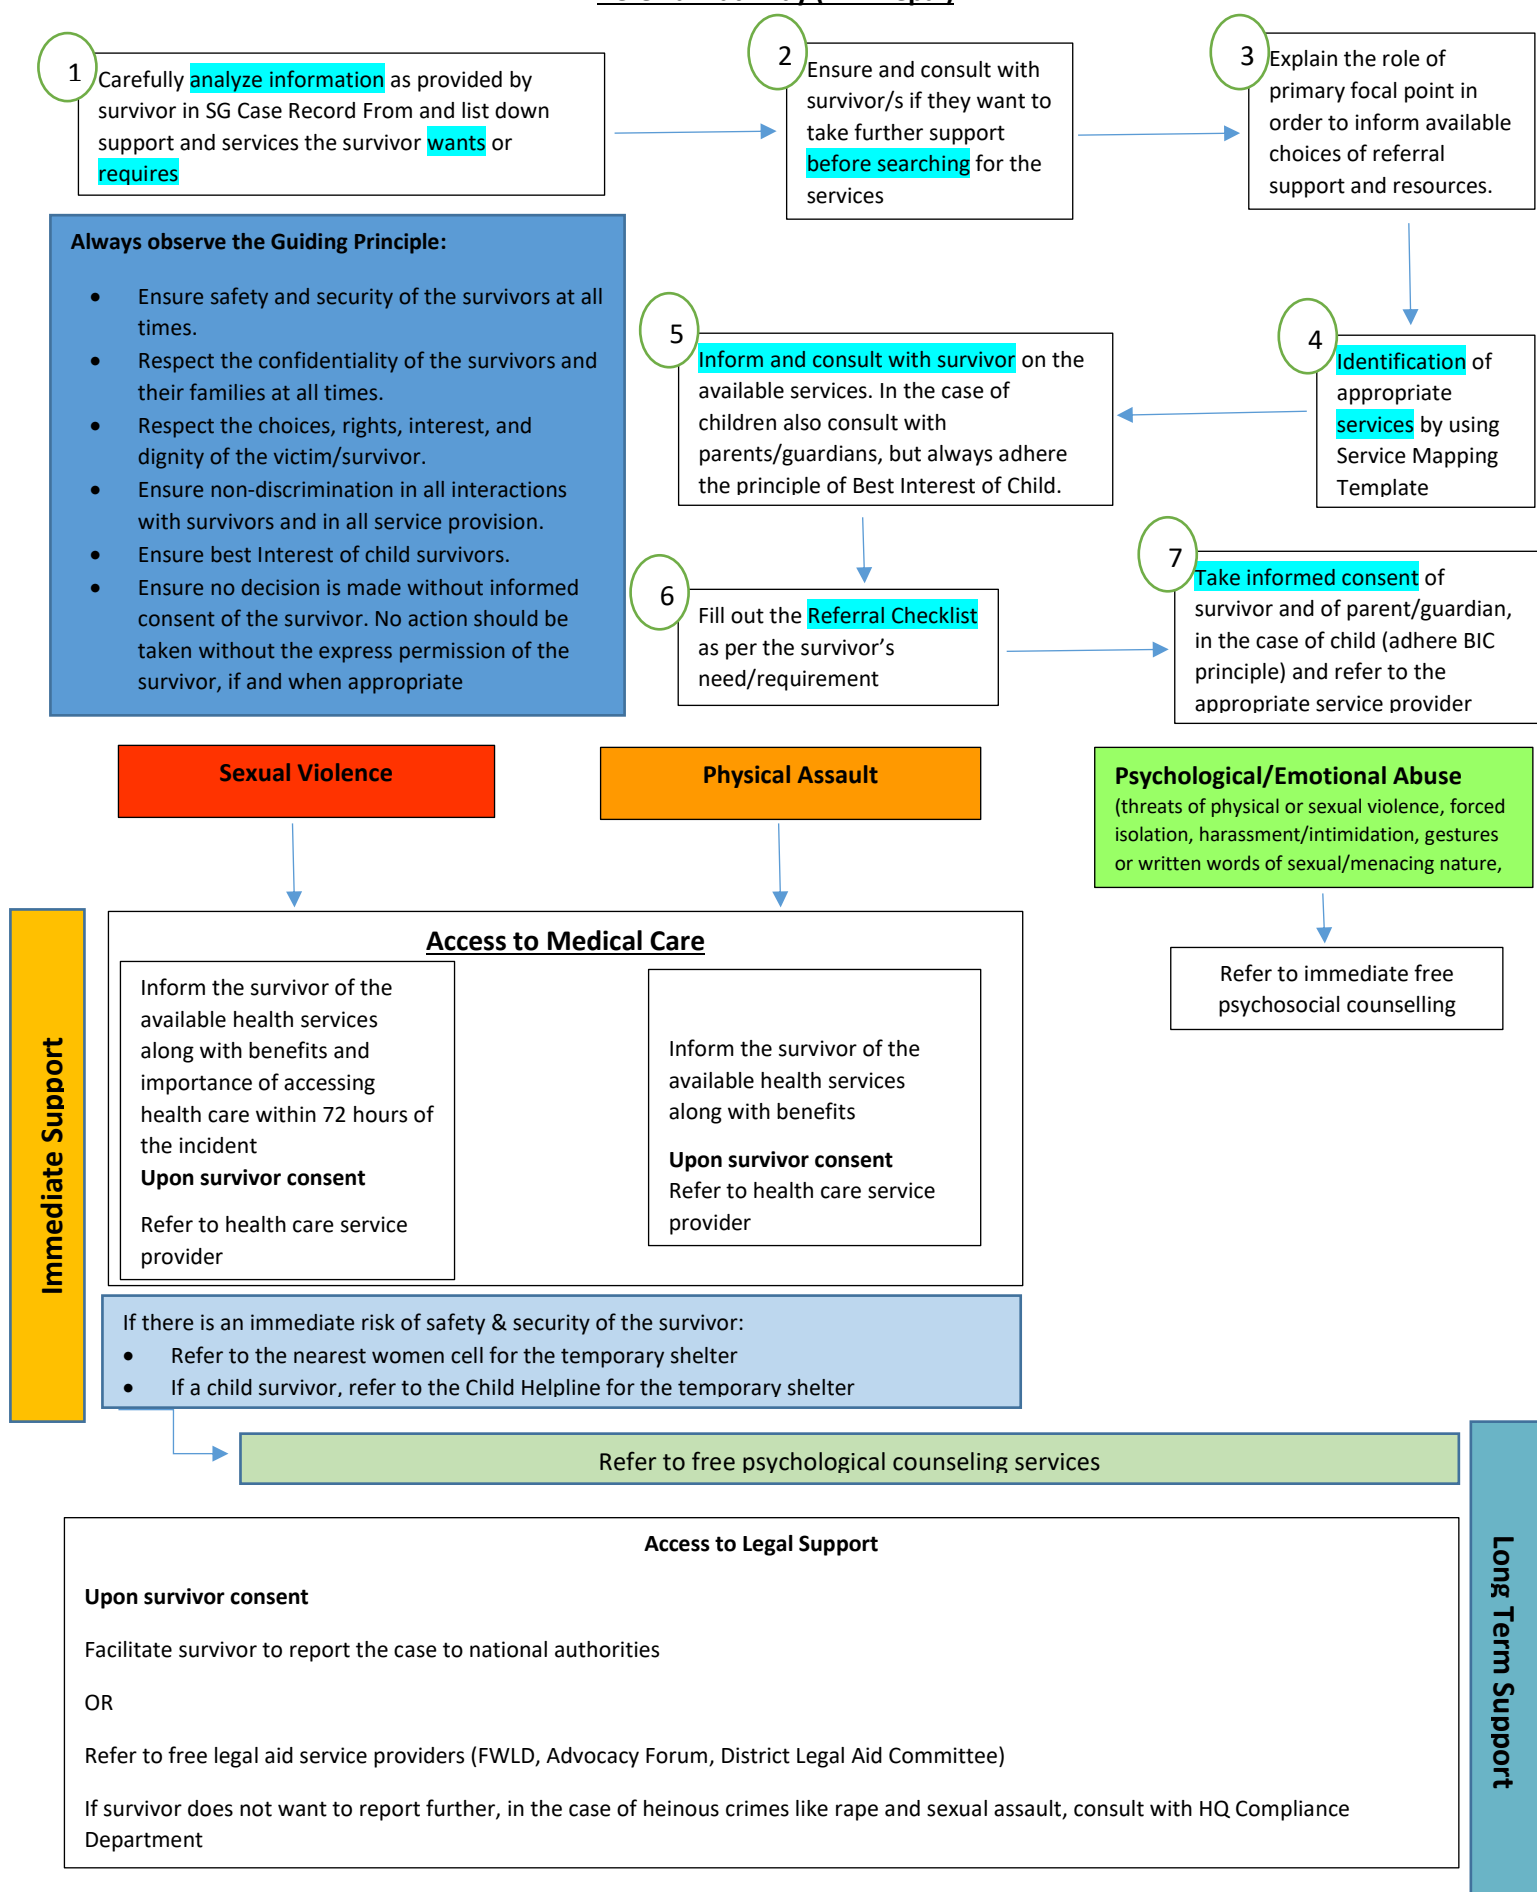 1
Carefully analyze information as provided by
survivor in SG Case Record From and list down
support and services the survivor wants or
requires
2
Ensure and consult with
survivor/s if they want to
take further support
before searching for the
services
3
Explain the role of
primary focal point in
order to inform available
choices of referral
support and resources.
Always observe the Guiding Principle:
• Ensure safety and security of the survivors at all
times.
• Respect the confidentiality of the survivors and
their families at all times.
• Respect the choices, rights, interest, and
dignity of the victim/survivor.
• Ensure non-discrimination in all interactions
with survivors and in all service provision.
• Ensure best Interest of child survivors.
• Ensure no decision is made without informed
consent of the survivor. No action should be
taken without the express permission of the
survivor, if and when appropriate
4
Identification of
appropriate
services by using
Service Mapping
Template
5
Inform and consult with survivor on the
available services. In the case of
children also consult with
parents/guardians, but always adhere
the principle of Best Interest of Child.
6
Fill out the Referral Checklist
as per the survivor's
need/requirement
7
Take informed consent of
survivor and of parent/guardian,
in the case of child (adhere BIC
principle) and refer to the
appropriate service provider
Sexual Violence
Physical Assault
Psychological/Emotional Abuse
(threats of physical or sexual violence, forced
isolation, harassment/intimidation, gestures
or written words of sexual/menacing nature,
Immediate Support
Access to Medical Care
Inform the survivor of the
available health services
along with benefits and
importance of accessing
health care within 72 hours of
the incident
Upon survivor consent
Refer to health care service
provider
Inform the survivor of the
available health services
along with benefits
Upon survivor consent
Refer to health care service
provider
Refer to immediate free
psychosocial counselling
If there is an immediate risk of safety & security of the survivor:
• Refer to the nearest women cell for the temporary shelter
• If a child survivor, refer to the Child Helpline for the temporary shelter
Refer to free psychological counseling services
Long Term Support
Access to Legal Support
Upon survivor consent
Facilitate survivor to report the case to national authorities
OR
Refer to free legal aid service providers (FWLD, Advocacy Forum, District Legal Aid Committee)
If survivor does not want to report further, in the case of heinous crimes like rape and sexual assault, consult with HQ Compliance
Department